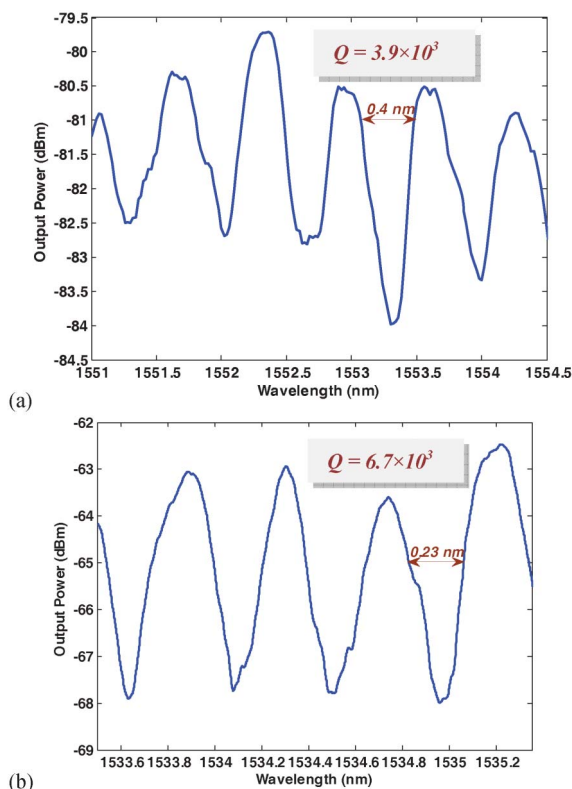 -79.5
-80
-80.5
-81
-81.5
-82
-82.5
-83
-83.5
-84
-84.5
Output Power (dBm)
Q = 3.9×10³
0.4 nm
1551 1551.5 1552 1552.5 1553 1553.5 1554 1554.5
Wavelength (nm)
(a)
-62
-63
-64
-65
-66
-67
-68
-69
Output Power (dBm)
Q = 6.7×10³
0.23 nm
1533.6 1533.8 1534 1534.2 1534.4 1534.6 1534.8 1535 1535.2
Wavelength (nm)
(b)